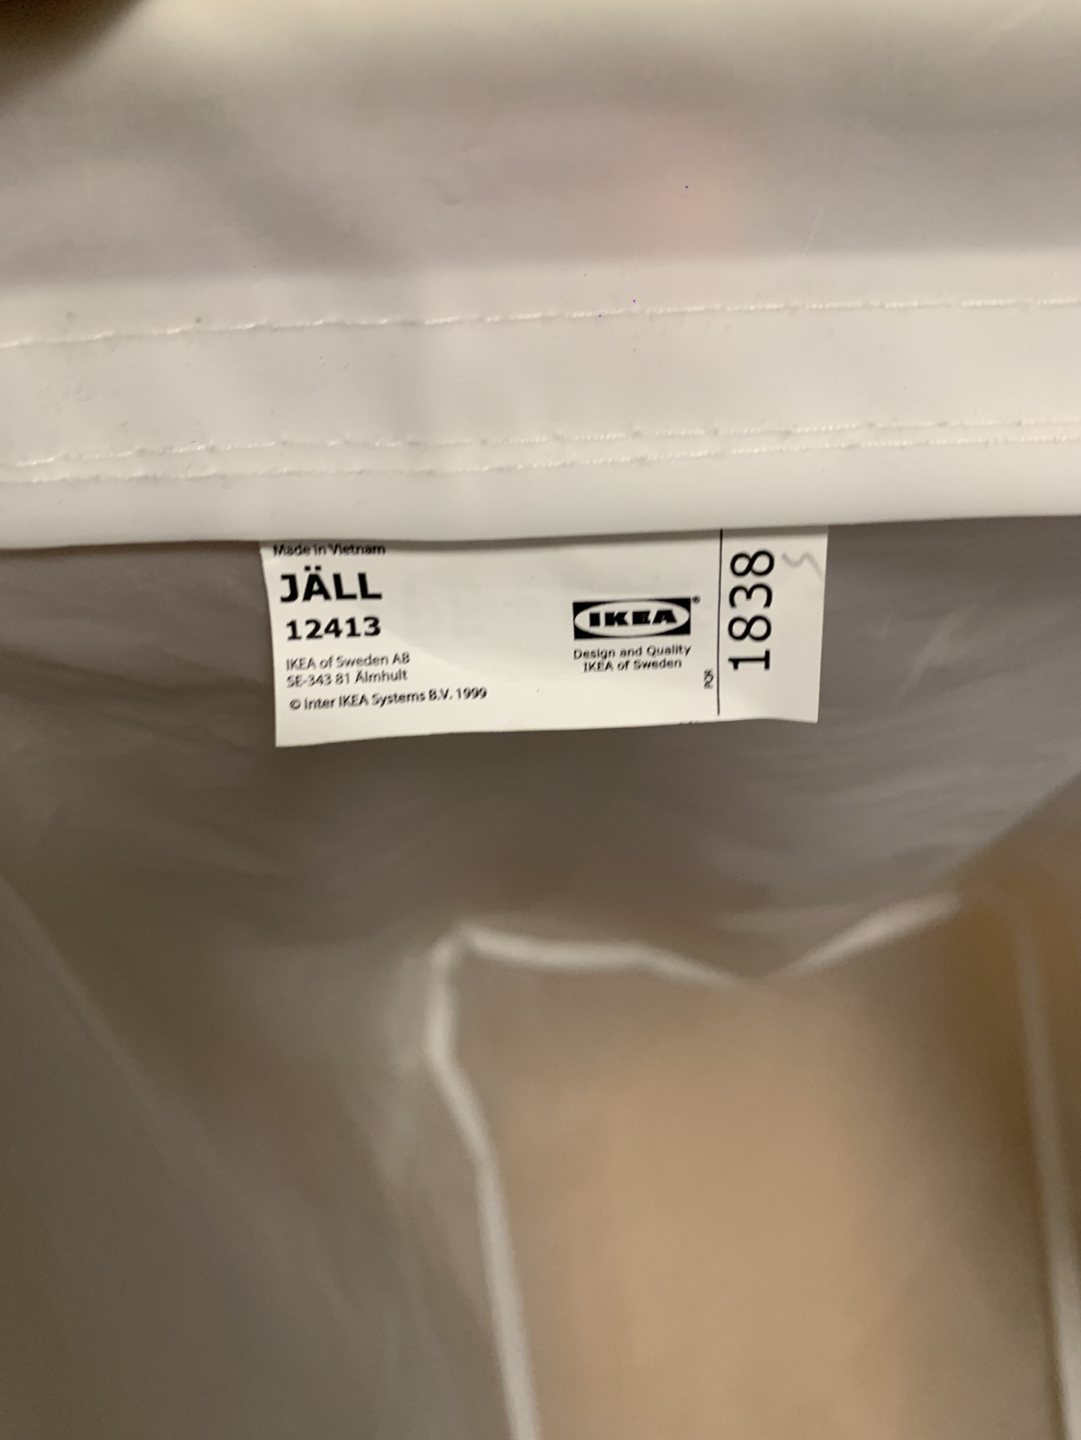 Made in Vietnam
JÄLL
12413
IKEA of Sweden AB
SE-343 81 Älmhult
© Inter IKEA Systems B.V. 1999
IKEA®
Design and Quality
IKEA of Sweden
PQR
1838